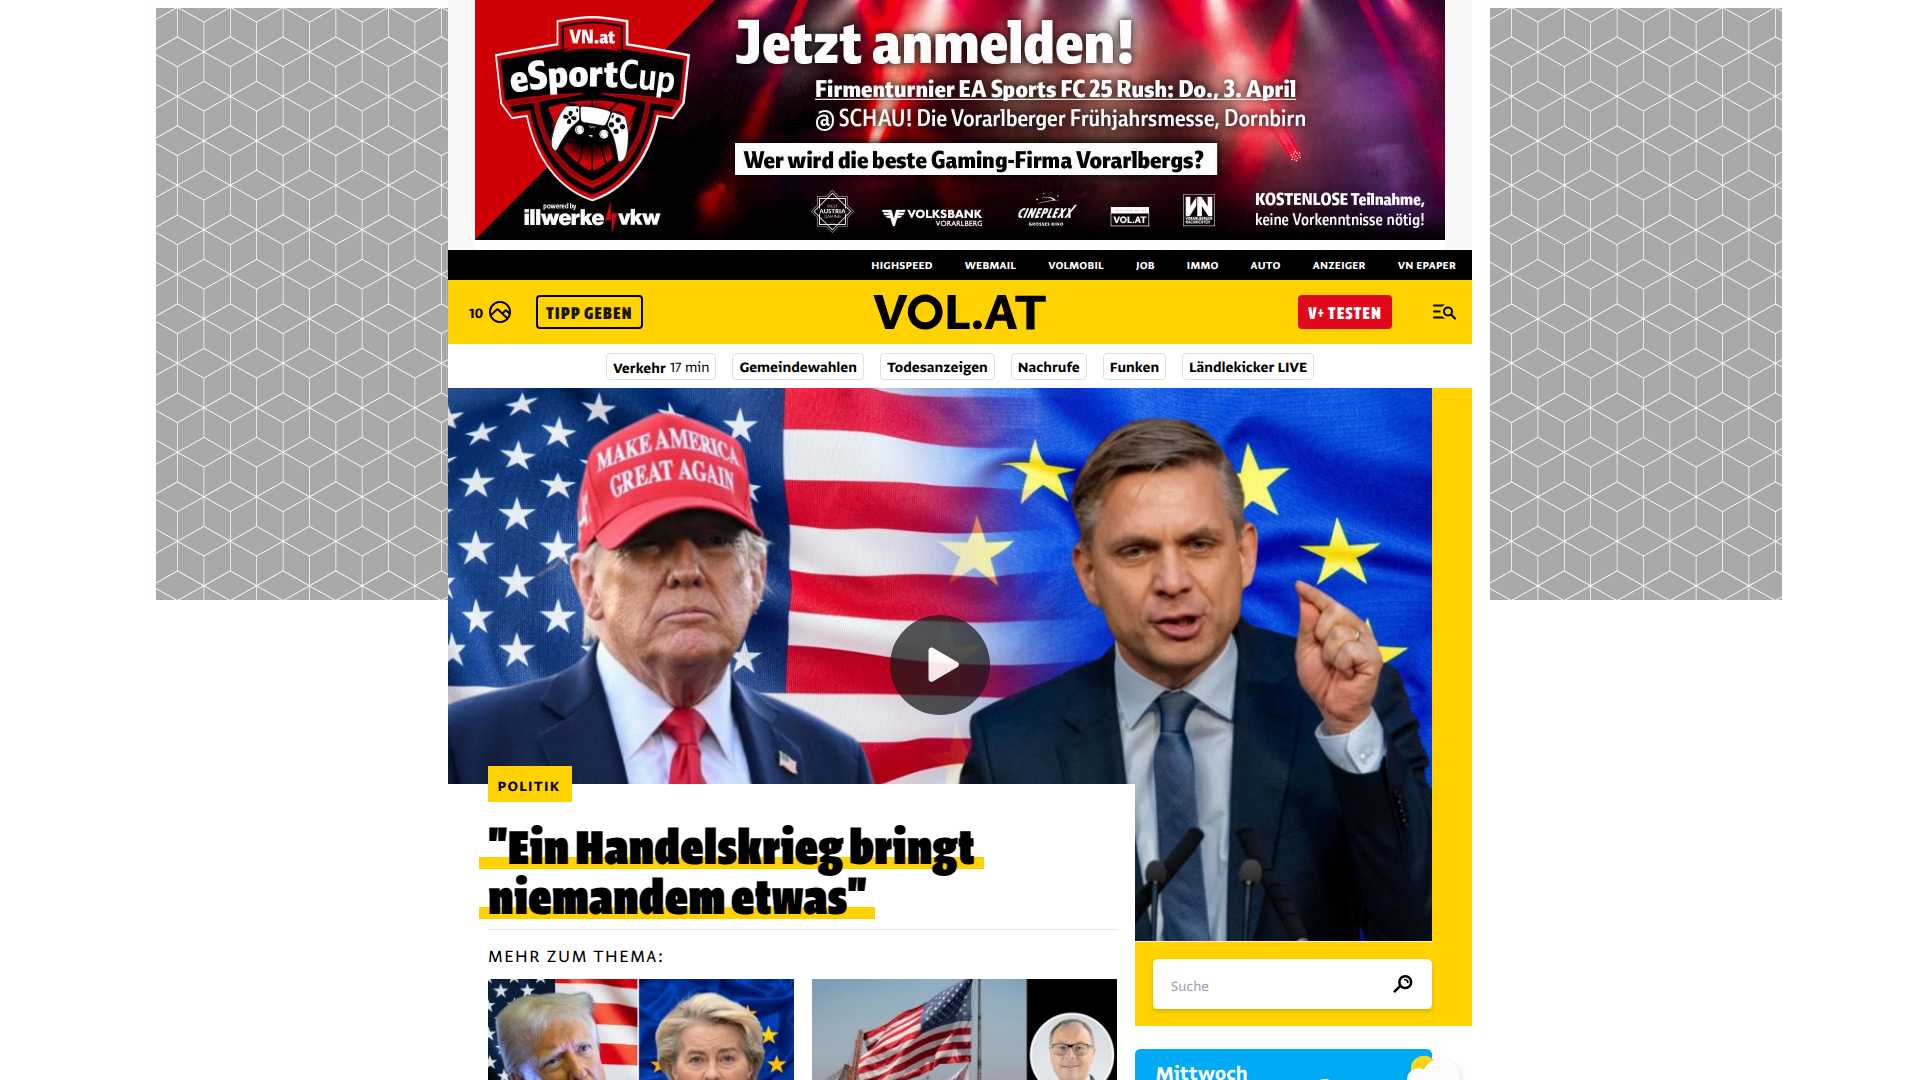 VN.at
eSportCup
powered by
illwerke vkw
Jetzt anmelden!
Firmenturnier EA Sports FC 25 Rush: Do., 3. April
@ SCHAU! Die Vorarlberger Frühjahrsmesse, Dornbirn
Wer wird die beste Gaming-Firma Vorarlbergs?
AUSTRIA
VOLKSBANK
VORARLBERG
CINEPLEXX
VOL.AT
VN
KOSTENLOSE Teilnahme,
keine Vorkenntnisse nötig!
HIGHSPEED WEBMAIL VOLMOBIL JOB IMMO AUTO ANZEIGER VN EPAPER
10 TIPP GEBEN VOL.AT V+ TESTEN
Verkehr 17 min Gemeindewahlen Todesanzeigen Nachrufe Funken Ländlekicker LIVE
MAKE AMERICA
GREAT AGAIN
POLITIK
"Ein Handelskrieg bringt
niemandem etwas"
MEHR ZUM THEMA:
Suche
Mittwoch